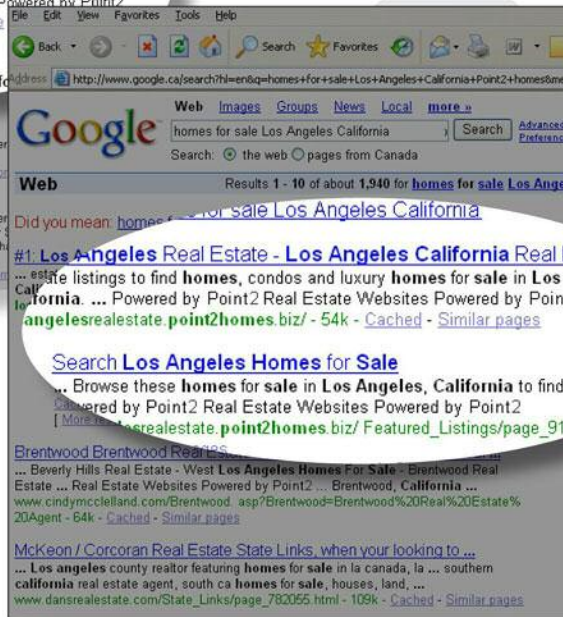 Powered by Point2
File Edit View Favorites Tools Help
Back Search Favorites
Address http://www.google.ca/search?hl=en&q=homes+for+sale+Los+Angeles+California+Point2+homes&me
Web Images Groups News Local more »
Google
homes for sale Los Angeles California Search Advanced
Preferenc
Search: the web pages from Canada
Web Results 1 - 10 of about 1,940 for homes for sale Los Ange
Did you mean: homes for sale Los Angeles California
#1: Los Angeles Real Estate - Los Angeles California Real
... estate listings to find homes, condos and luxury homes for sale in Los
California. ... Powered by Point2 Real Estate Websites Powered by Poin
angelesrealestate.point2homes.biz/ - 54k - Cached - Similar pages
Search Los Angeles Homes for Sale
... Browse these homes for sale in Los Angeles, California to find
Powered by Point2 Real Estate Websites Powered by Point2
[ More
realestate.point2homes.biz/ Featured_Listings/page_91
Brentwood Brentwood
... Beverly Hills Real Estate - West Los Angeles Homes For Sale - Brentwood Real
Estate ... Real Estate Websites Powered by Point2 ... Brentwood, California ...
www.cindymcclelland.com/Brentwood. asp?Brentwood=Brentwood%20Real%20Estate%
20Agent - 64k - Cached - Similar pages
McKeon / Corcoran Real Estate State Links, when your looking to ...
... Los angeles county realtor featuring homes for sale in la canada, la ... southern
california real estate agent, south ca homes for sale, houses, land, ...
www.dansrealestate.com/State_Links/page_782055.html - 109k - Cached - Similar pages